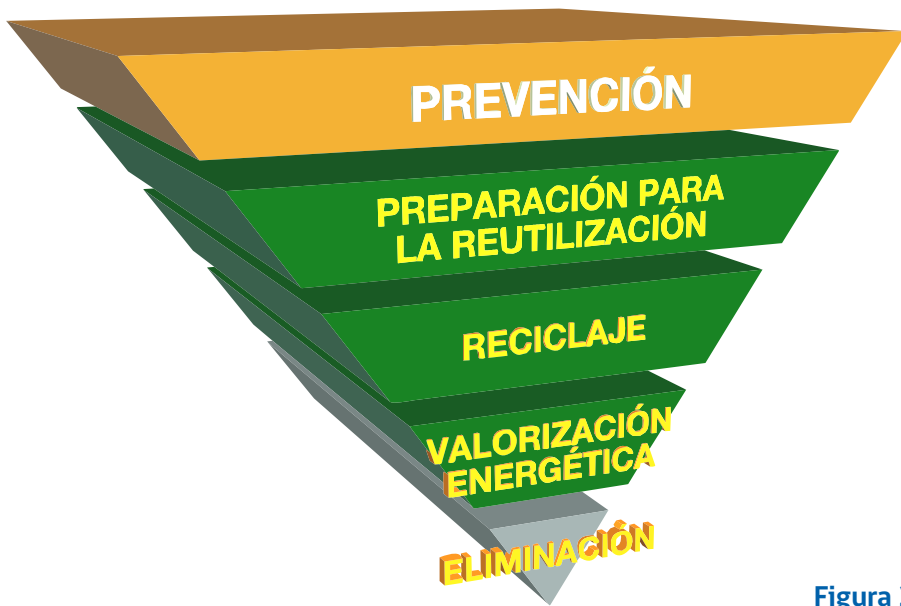 PREVENCIÓN
PREPARACIÓN PARA
LA REUTILIZACIÓN
RECICLAJE
VALORIZACIÓN
ENERGÉTICA
ELIMINACIÓN
Figura